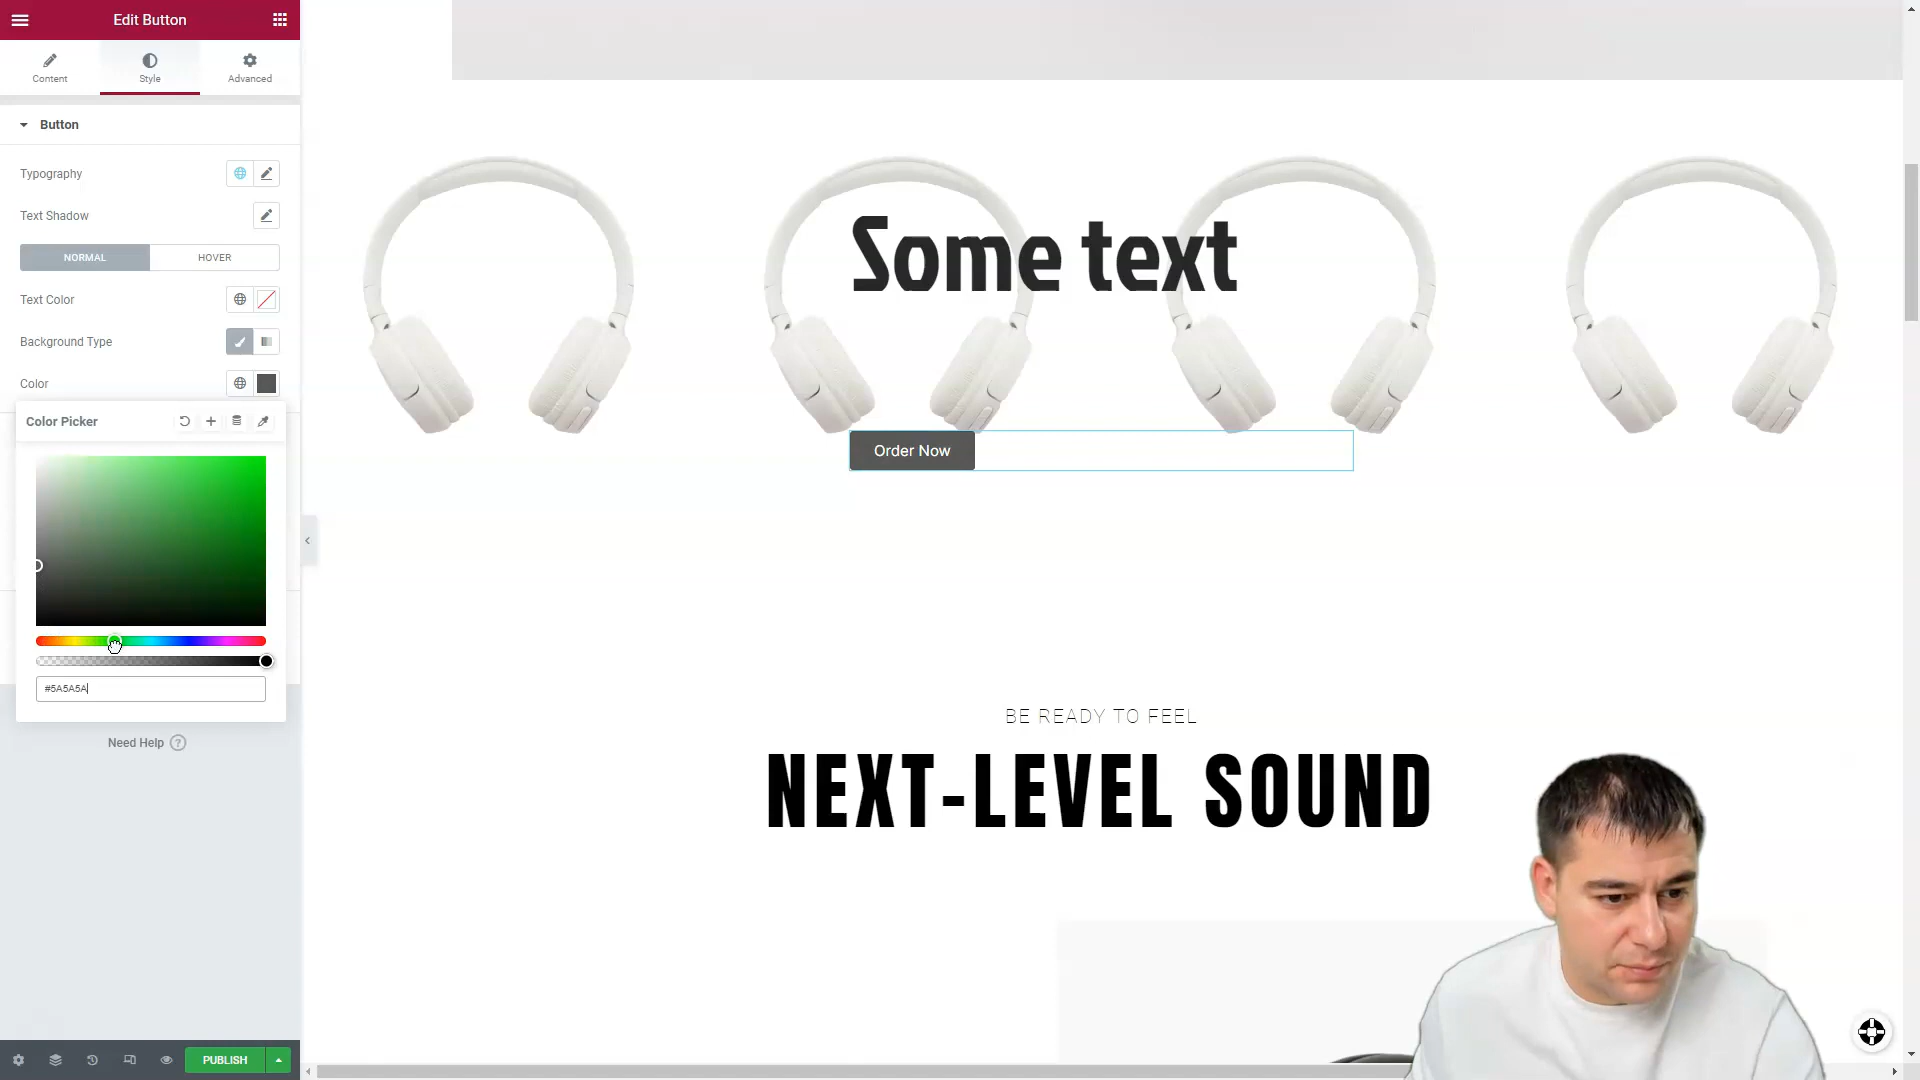 Edit Button
Content
Style
Advanced
Button
Typography
Text Shadow
NORMAL
HOVER
Text Color
Background Type
Color
Color Picker
#5A5A5A
Need Help ?
PUBLISH
Some text
Order Now
BE READY TO FEEL
NEXT-LEVEL SOUND